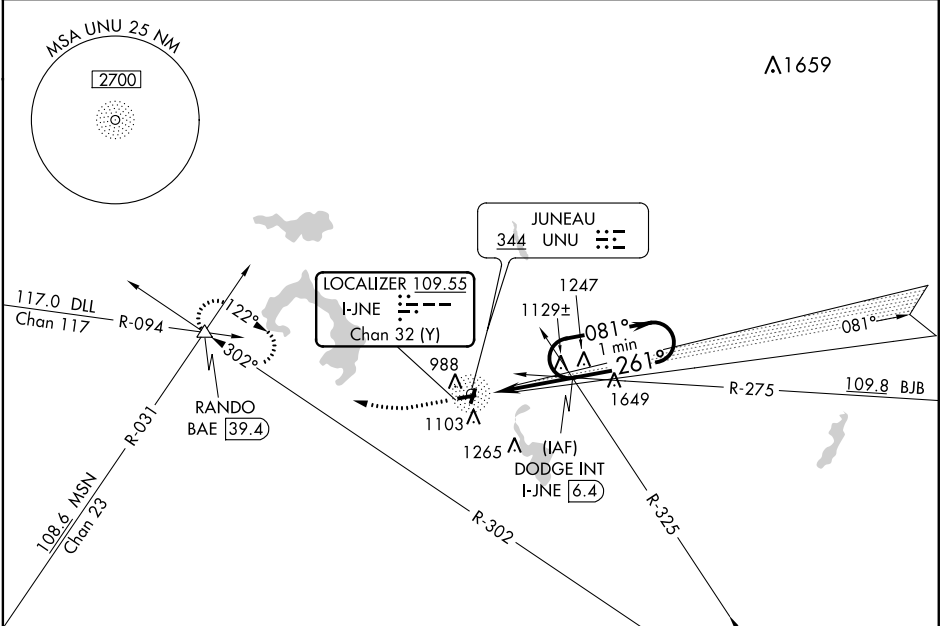 MSA UNU 25 NM
2700
1659
JUNEAU
344 UNU
LOCALIZER 109.55
I-JNE
Chan 32 (Y)
1247
1129±
081°
1 min
261°
081°
117.0 DLL
Chan 117
R-094
122°
302°
988
1103
1649
R-275
109.8 BJB
RANDO
BAE 39.4
R-031
1265
(IAF)
DODGE INT
I-JNE 6.4
108.6 MSN
Chan 23
R-302
R-325